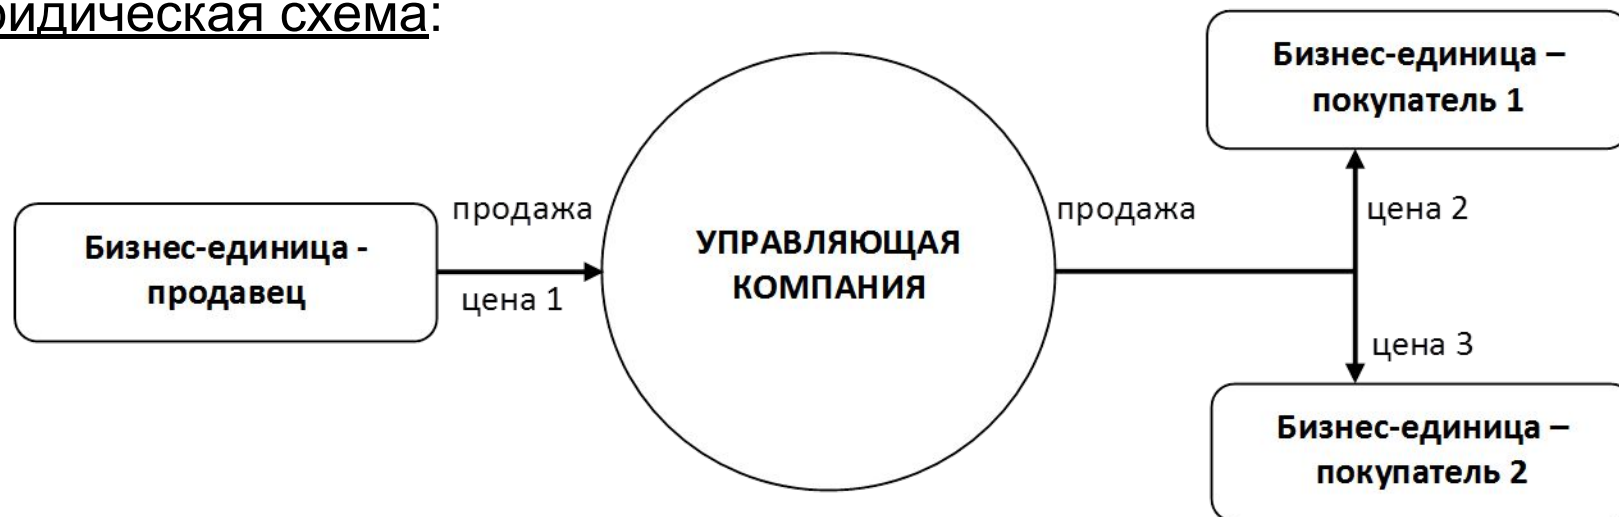 ридическая схема:
Бизнес-единица –
покупатель 1
продажа
продажа
цена 2
Бизнес-единица -
продавец
УПРАВЛЯЮЩАЯ
КОМПАНИЯ
цена 1
цена 3
Бизнес-единица –
покупатель 2